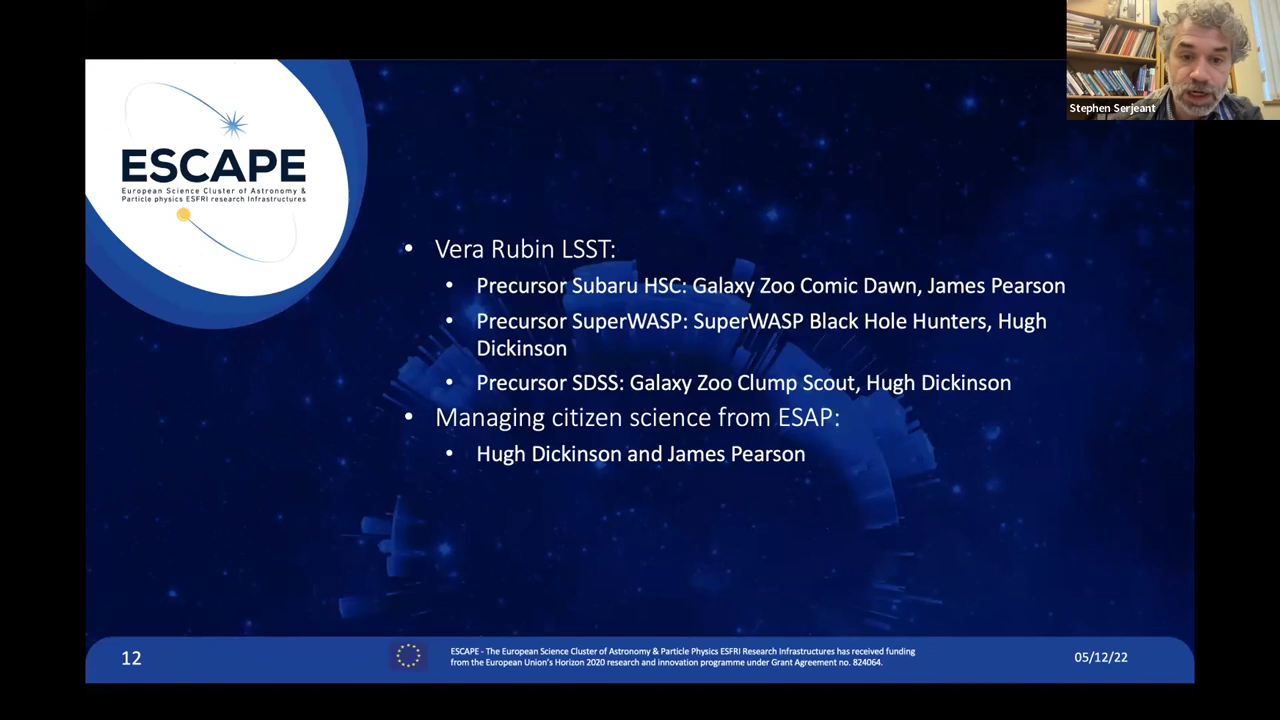 Stephen Serjeant
ESCAPE
European Science Cluster of Astronomy &
Particle physics ESFRI research Infrastructures
• Vera Rubin LSST:
• Precursor Subaru HSC: Galaxy Zoo Comic Dawn, James Pearson
• Precursor SuperWASP: SuperWASP Black Hole Hunters, Hugh
Dickinson
• Precursor SDSS: Galaxy Zoo Clump Scout, Hugh Dickinson
• Managing citizen science from ESAP:
• Hugh Dickinson and James Pearson
12
ESCAPE - The European Science Cluster of Astronomy & Particle Physics ESFRI Research Infrastructures has received funding
from the European Union's Horizon 2020 research and innovation programme under Grant Agreement no. 824064.
05/12/22